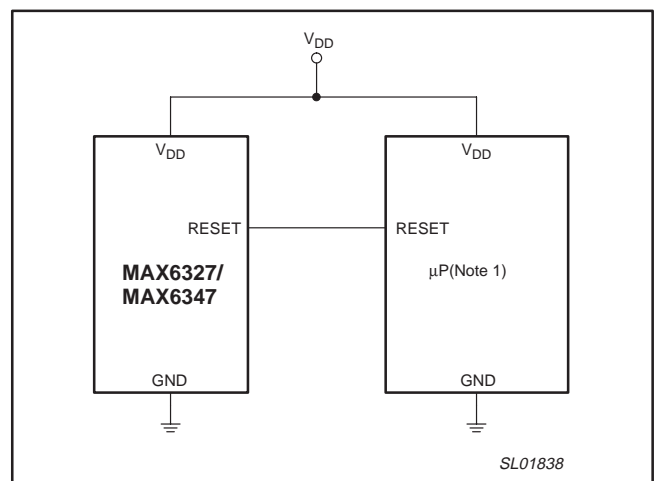 VDD
VDD
VDD
RESET
RESET
MAX6327/
MAX6347
μP(Note 1)
GND
GND
SL01838